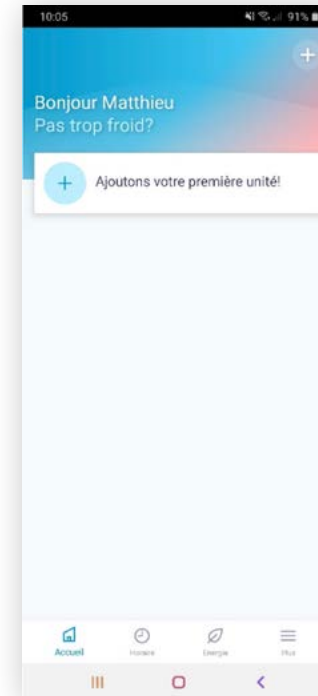 10:05
91%
Bonjour Matthieu
Pas trop froid?
Ajoutons votre première unité!
Accueil
Horaire
Énergie
Plus